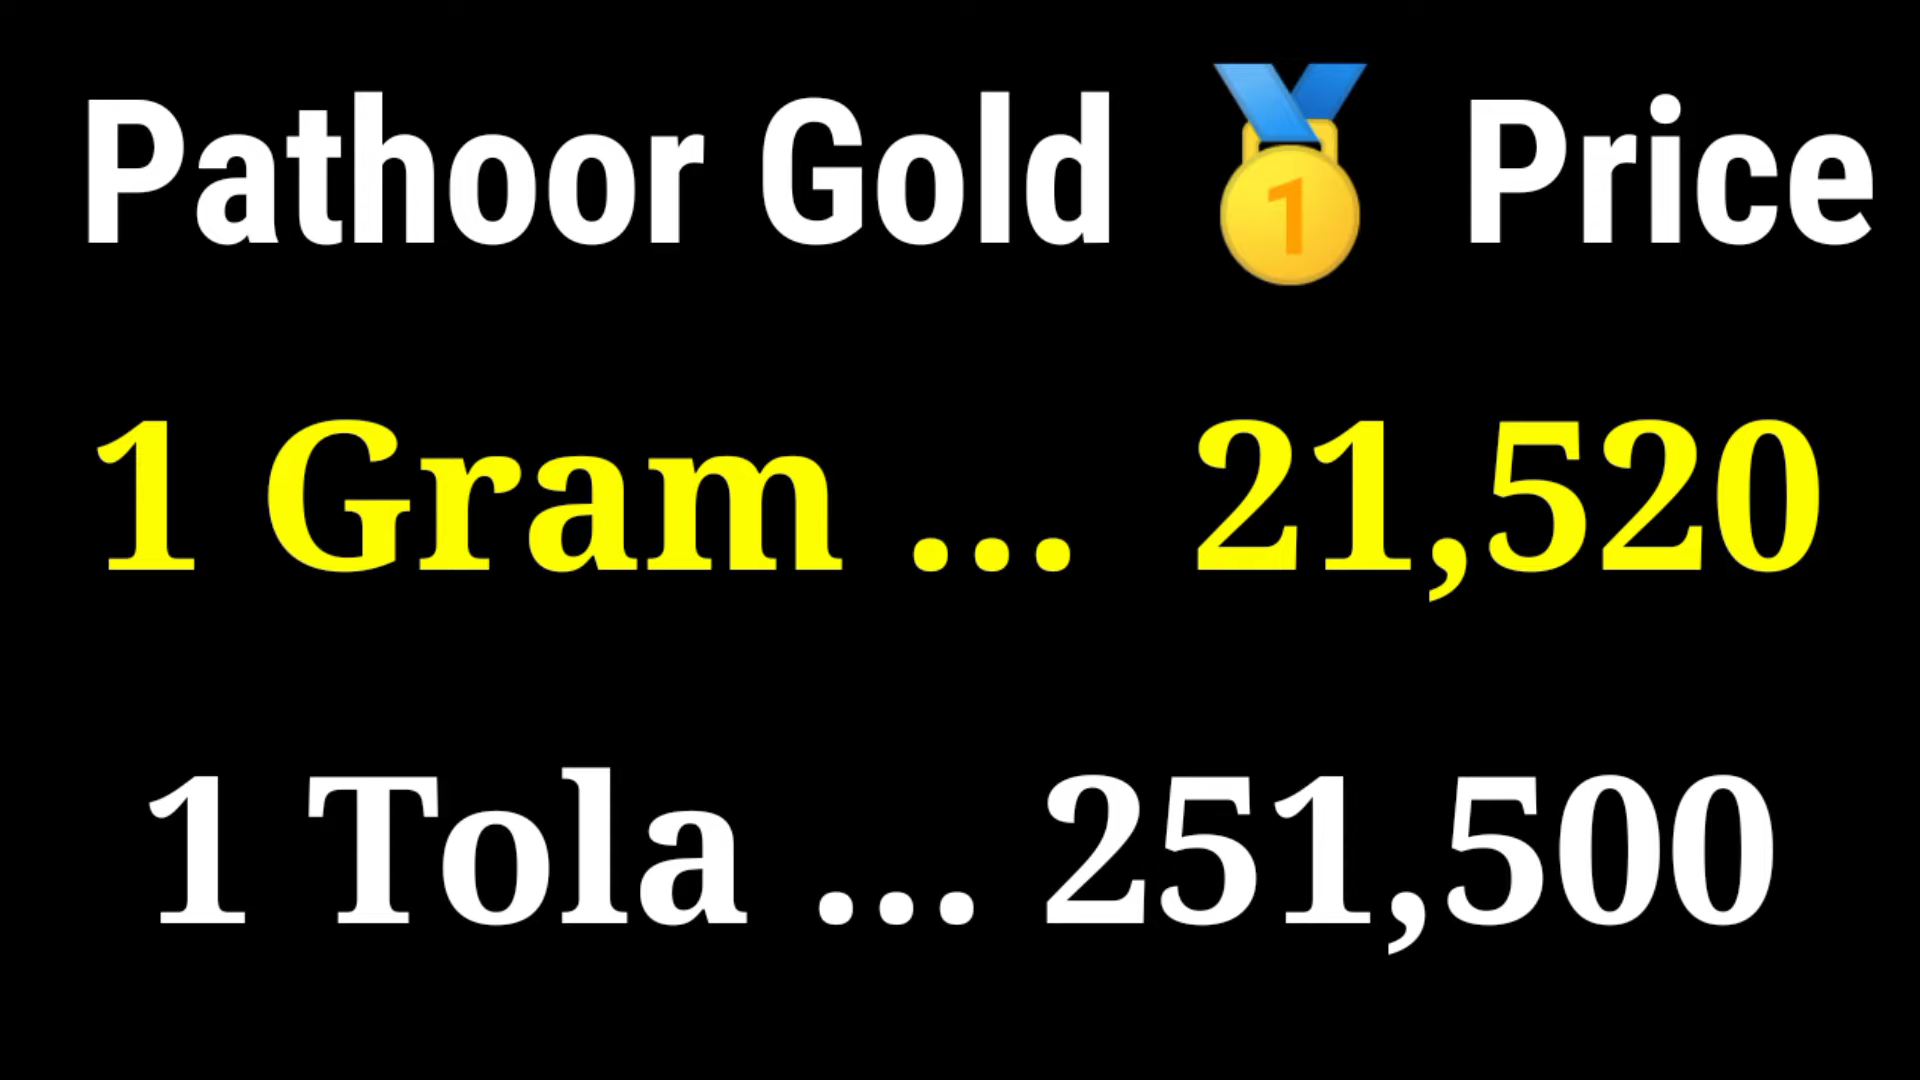 Pathoor Gold 🥇 Price
1 Gram ... 21,520
1 Tola ... 251,500